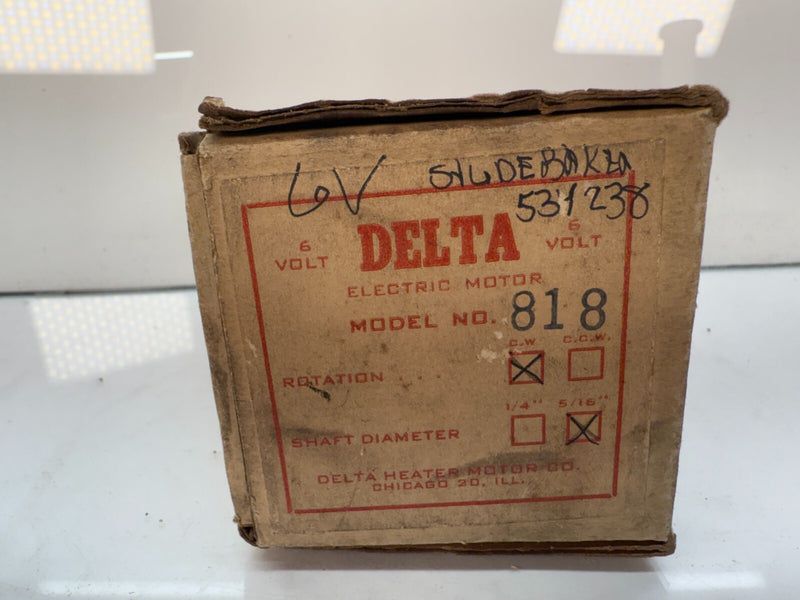 6V STUDEBAKER
534238
6 VOLT DELTA 6 VOLT
ELECTRIC MOTOR
MODEL NO. 818
C.W. C.C.W.
ROTATION . . . .
1/4" 5/16"
SHAFT DIAMETER
DELTA HEATER MOTOR CO.
CHICAGO 20, ILL.